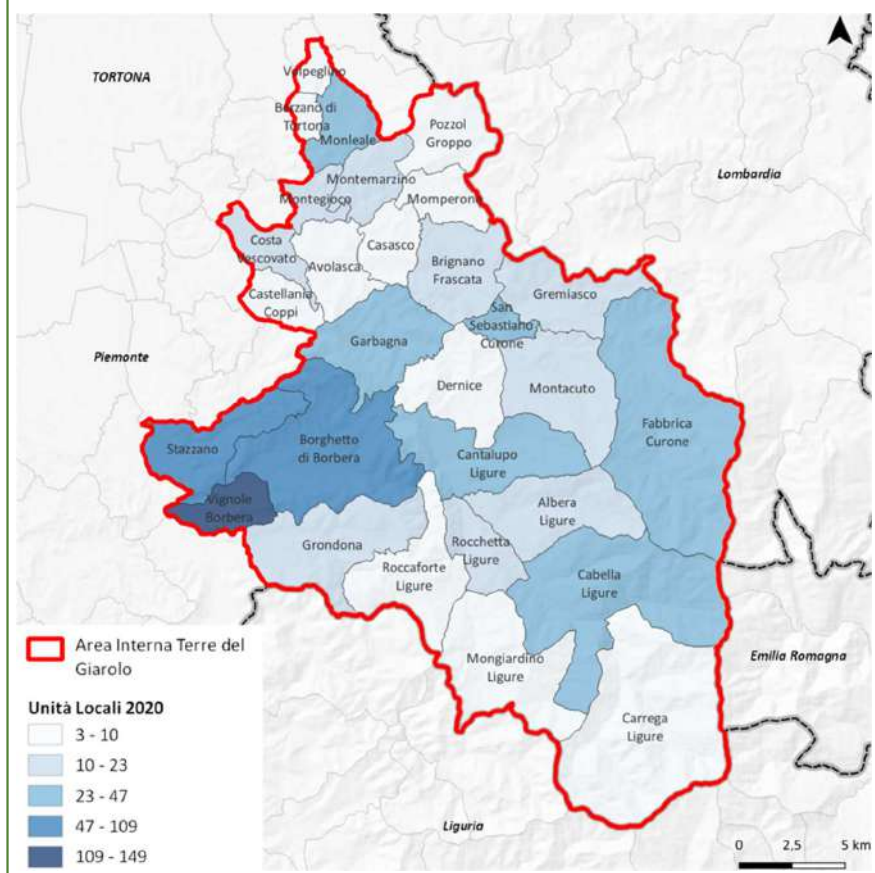 Volpeglino
TORTONA
Berzano di
Tortona
Monleale
Pozzol
Groppo
Lombardia
Montemarzino
Montegioco
Momperone
Costa
Vescovato
Casasco
Avolasca
Brignano
Frascata
Castellania
Coppi
Gremiasco
San
Sebastiano
Curone
Garbagna
Piemonte
Dernice
Montacuto
Fabbrica
Curone
Stazzano
Borghetto
di Borbera
Cantalupo
Ligure
Vignole
Borbera
Albera
Ligure
Grondona
Rocchetta
Ligure
Roccaforte
Ligure
Cabella
Ligure
Mongiardino
Ligure
Emilia Romagna
Carrega
Ligure
Liguria
Area Interna Terre del
Giarolo
Unità Locali 2020
3 - 10
10 - 23
23 - 47
47 - 109
109 - 149
0 2,5 5 km